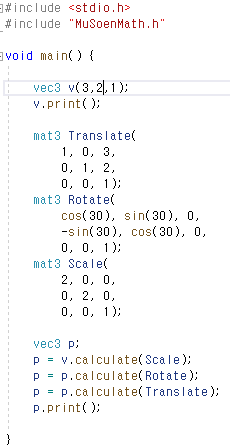 #include <stdio.h>
#include "MuSoenMath.h"
void main() {
vec3 v(3,2,1);
v.print();
mat3 Translate(
1, 0, 3,
0, 1, 2,
0, 0, 1);
mat3 Rotate(
cos(30), sin(30), 0,
-sin(30), cos(30), 0,
0, 0, 1);
mat3 Scale(
2, 0, 0,
0, 2, 0,
0, 0, 1);
vec3 p;
p = v.calculate(Scale);
p = p.calculate(Rotate);
p = p.calculate(Translate);
p.print();
}